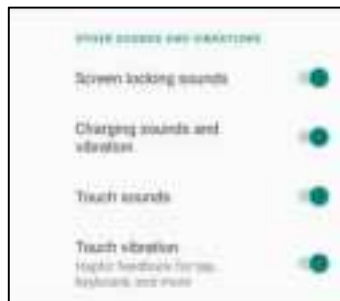 OTHER SOUNDS AND VIBRATIONS
Screen locking sounds
Charging sounds and
vibration
Touch sounds
Touch vibration
Haptic feedback for tap,
keyboard, and more